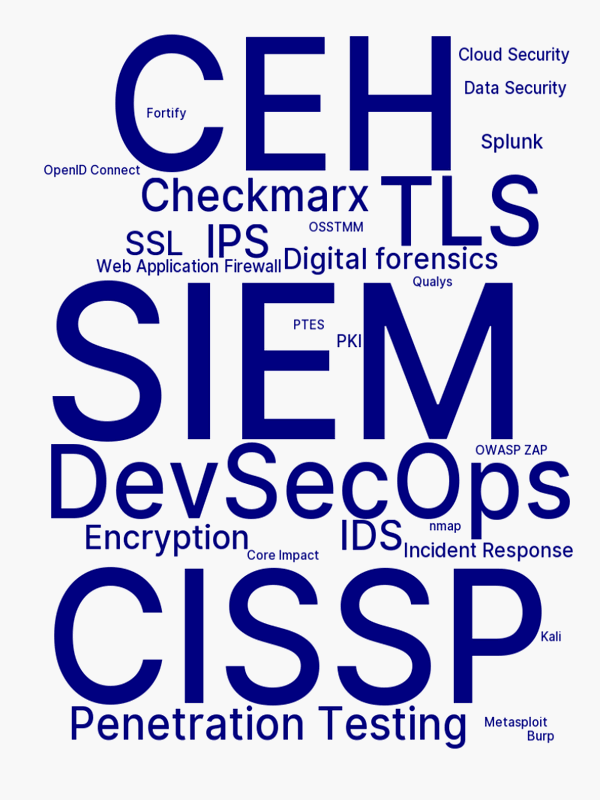 CEH
Cloud Security
Data Security
Fortify
Splunk
OpenID Connect
Checkmarx
TLS
OSSTMM
SSL
IPS
Digital forensics
Web Application Firewall
Qualys
SIEM
PTES
PKI
DevSecOps
OWASP ZAP
nmap
Encryption
IDS
Incident Response
Core Impact
CISSP
Kali
Penetration Testing
Metasploit
Burp